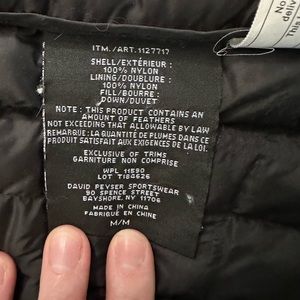 ITM./ART. 1127717
SHELL/EXTÉRIEUR :
100% NYLON
LINING/DOUBLURE :
100% NYLON
FILL/BOURRE :
DOWN/DUVET
NOTE : THIS PRODUCT CONTAINS AN
AMOUNT OF FEATHERS
NOT EXCEEDING THAT ALLOWABLE BY LAW
REMARQUE : LA QUANTITÉ DE PLUMES DANS CE
PRODUIT SATISFAIT AUX EXIGENCES DE LA LOI.
EXCLUSIVE OF TRIMS
GARNITURE NON COMPRISE
WPL 11590
LOT T184626
DAVID PEYSER SPORTSWEAR
90 SPENCE STREET
BAYSHORE, NY 11706
MADE IN CHINA
FABRIQUÉ EN CHINE
M/M
No